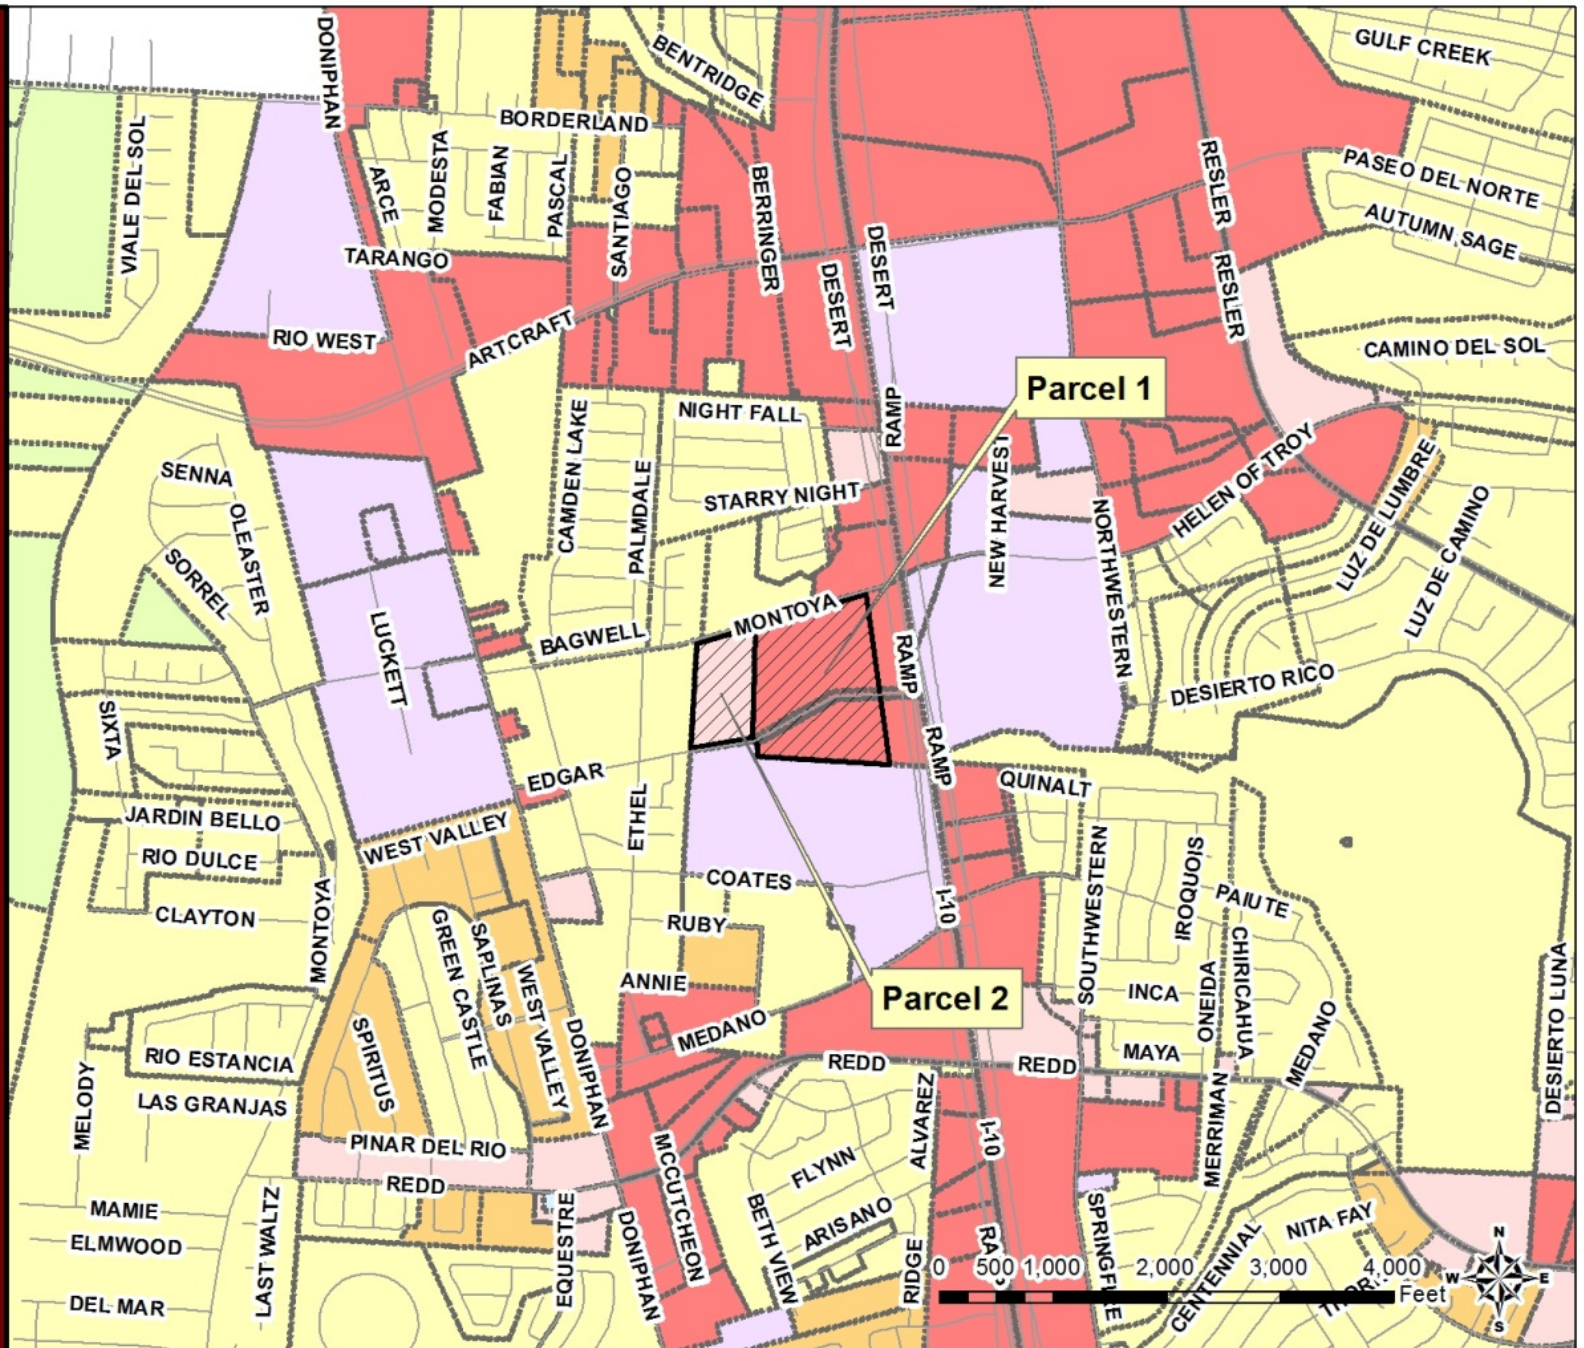 DONIPHAN
BENTRIDGE
GULF CREEK
BORDERLAND
VIALE DEL SOL
ARCE
MODESTA
FABIAN
PASCAL
SANTIAGO
BERRINGER
RESLER
PASEO DEL NORTE
AUTUMN SAGE
TARANGO
DESERT
DESERT
RESLER
RIO WEST
ARTCRAFT
CAMINO DEL SOL
Parcel 1
NIGHT FALL
RAMP
CAMDEN LAKE
PALMDALE
STARRY NIGHT
NEW HARVEST
HELEN OF TROY
LUZ DE LUMBRE
LUZ DE CAMINO
SENNA
OLEASTER
SORREL
NORTHWESTERN
LUCKETT
BAGWELL
MONTOYA
RAMP
DESIERTO RICO
SIXTA
RAMP
EDGAR
QUINALT
ETHEL
JARDIN BELLO
WEST VALLEY
RIO DULCE
CLAYTON
MONTOYA
COATES
RUBY
I-10
SOUTHWESTERN
IROQUOIS
PAIUTE
CHIRICAHUA
GREEN CASTLE
SAPLINAS
WEST VALLEY
ANNIE
Parcel 2
INCA
ONEIDA
DESIERTO LUNA
MEDANO
SPIRITUS
DONIPHAN
RIO ESTANCIA
REDD
REDD
MAYA
MEDANO
MELODY
LAS GRANJAS
ALVAREZ
I-10
MERRIMAN
PINAR DEL RIO
MCCUTCHEON
FLYNN
REDD
LAST WALTZ
EQUESTRE
DONIPHAN
BETH VIEW
ARISANO
SPRINGFI
CENTENNIAL
NITA FAY
MAMIE
ELMWOOD
DEL MAR
RIDGE
N
W E
S
0 500 1,000 2,000 3,000 4,000
Feet